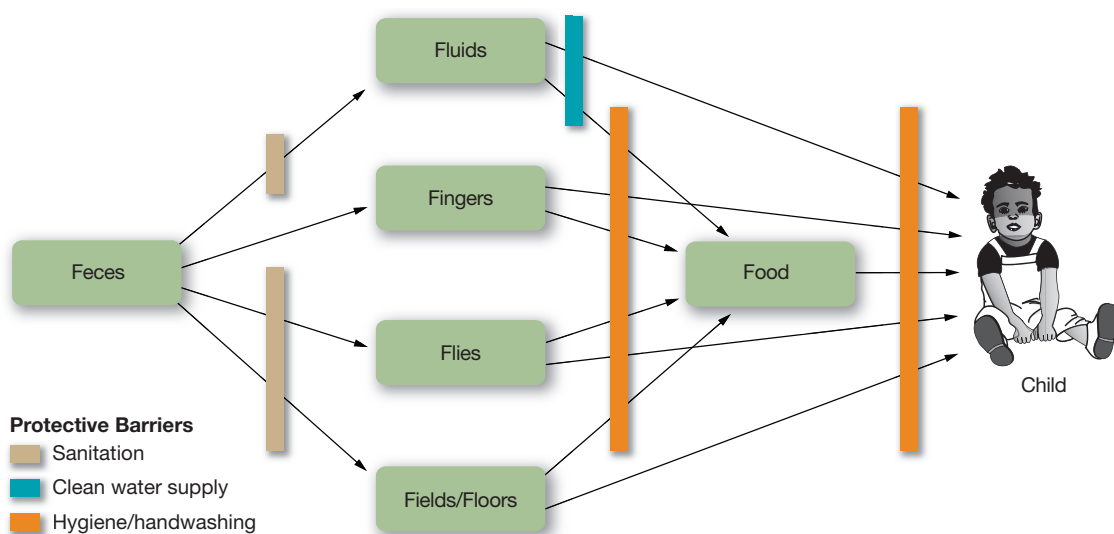 Fluids
Fingers
Feces
Food
Flies
Child
Fields/Floors
Protective Barriers
Sanitation
Clean water supply
Hygiene/handwashing